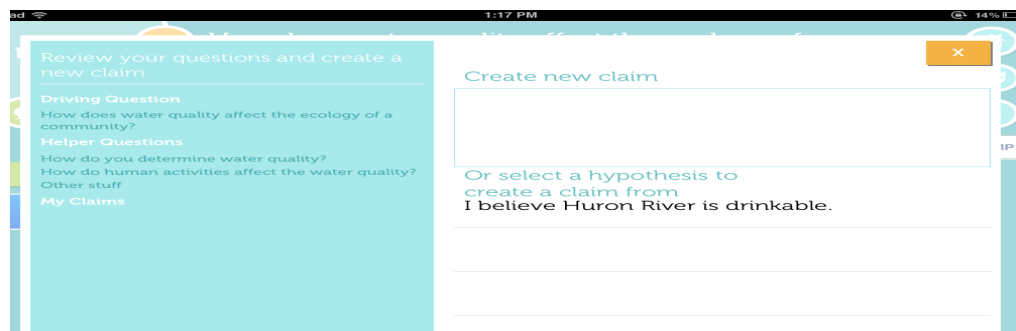 ad
1:17 PM
14%
Review your questions and create a
new claim
Driving Question
How does water quality affect the ecology of a
community?
Helper Questions
How do you determine water quality?
How do human activities affect the water quality?
Other stuff
My Claims
×
Create new claim
Or select a hypothesis to
create a claim from
I believe Huron River is drinkable.
IP